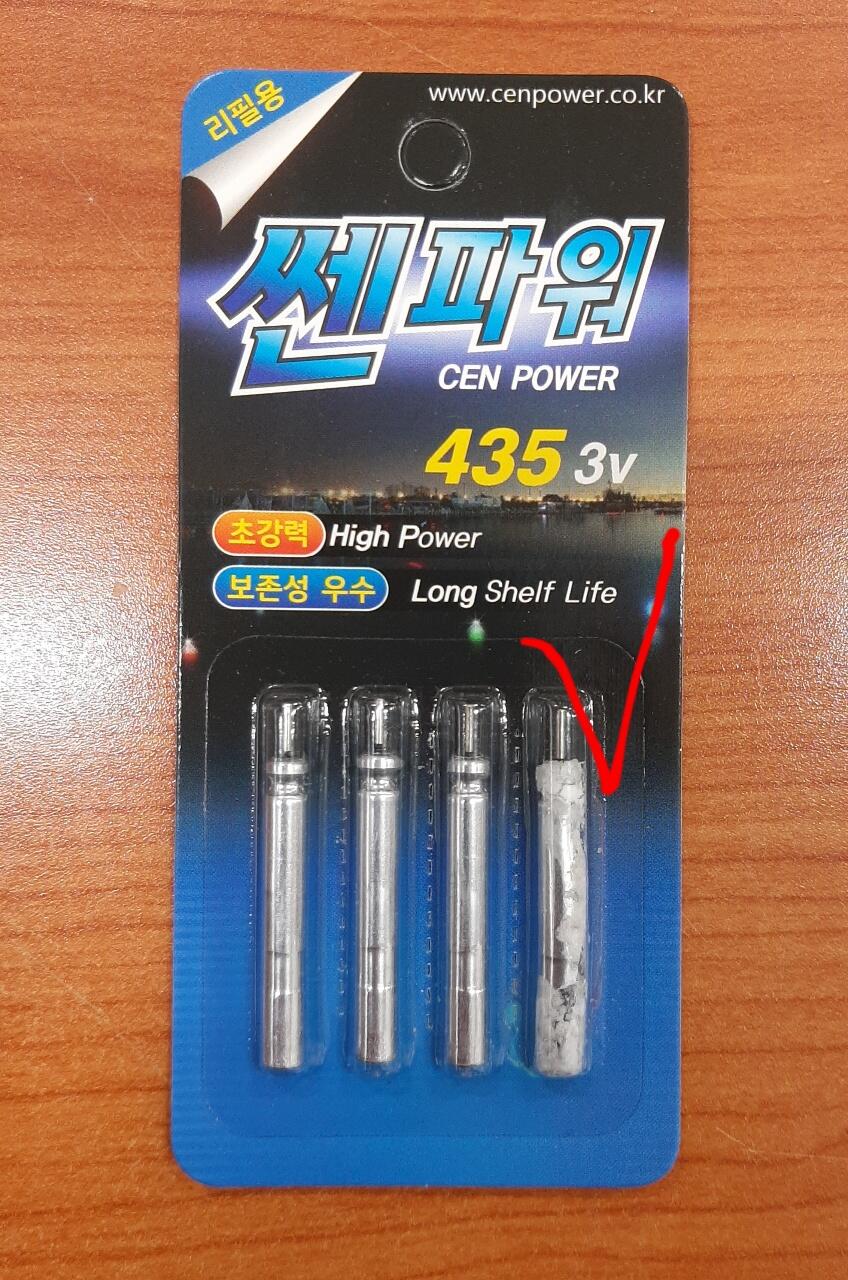 리필용
www.cenpower.co.kr
쎈파워
CEN POWER
435 3v
초강력 High Power
보존성 우수 Long Shelf Life